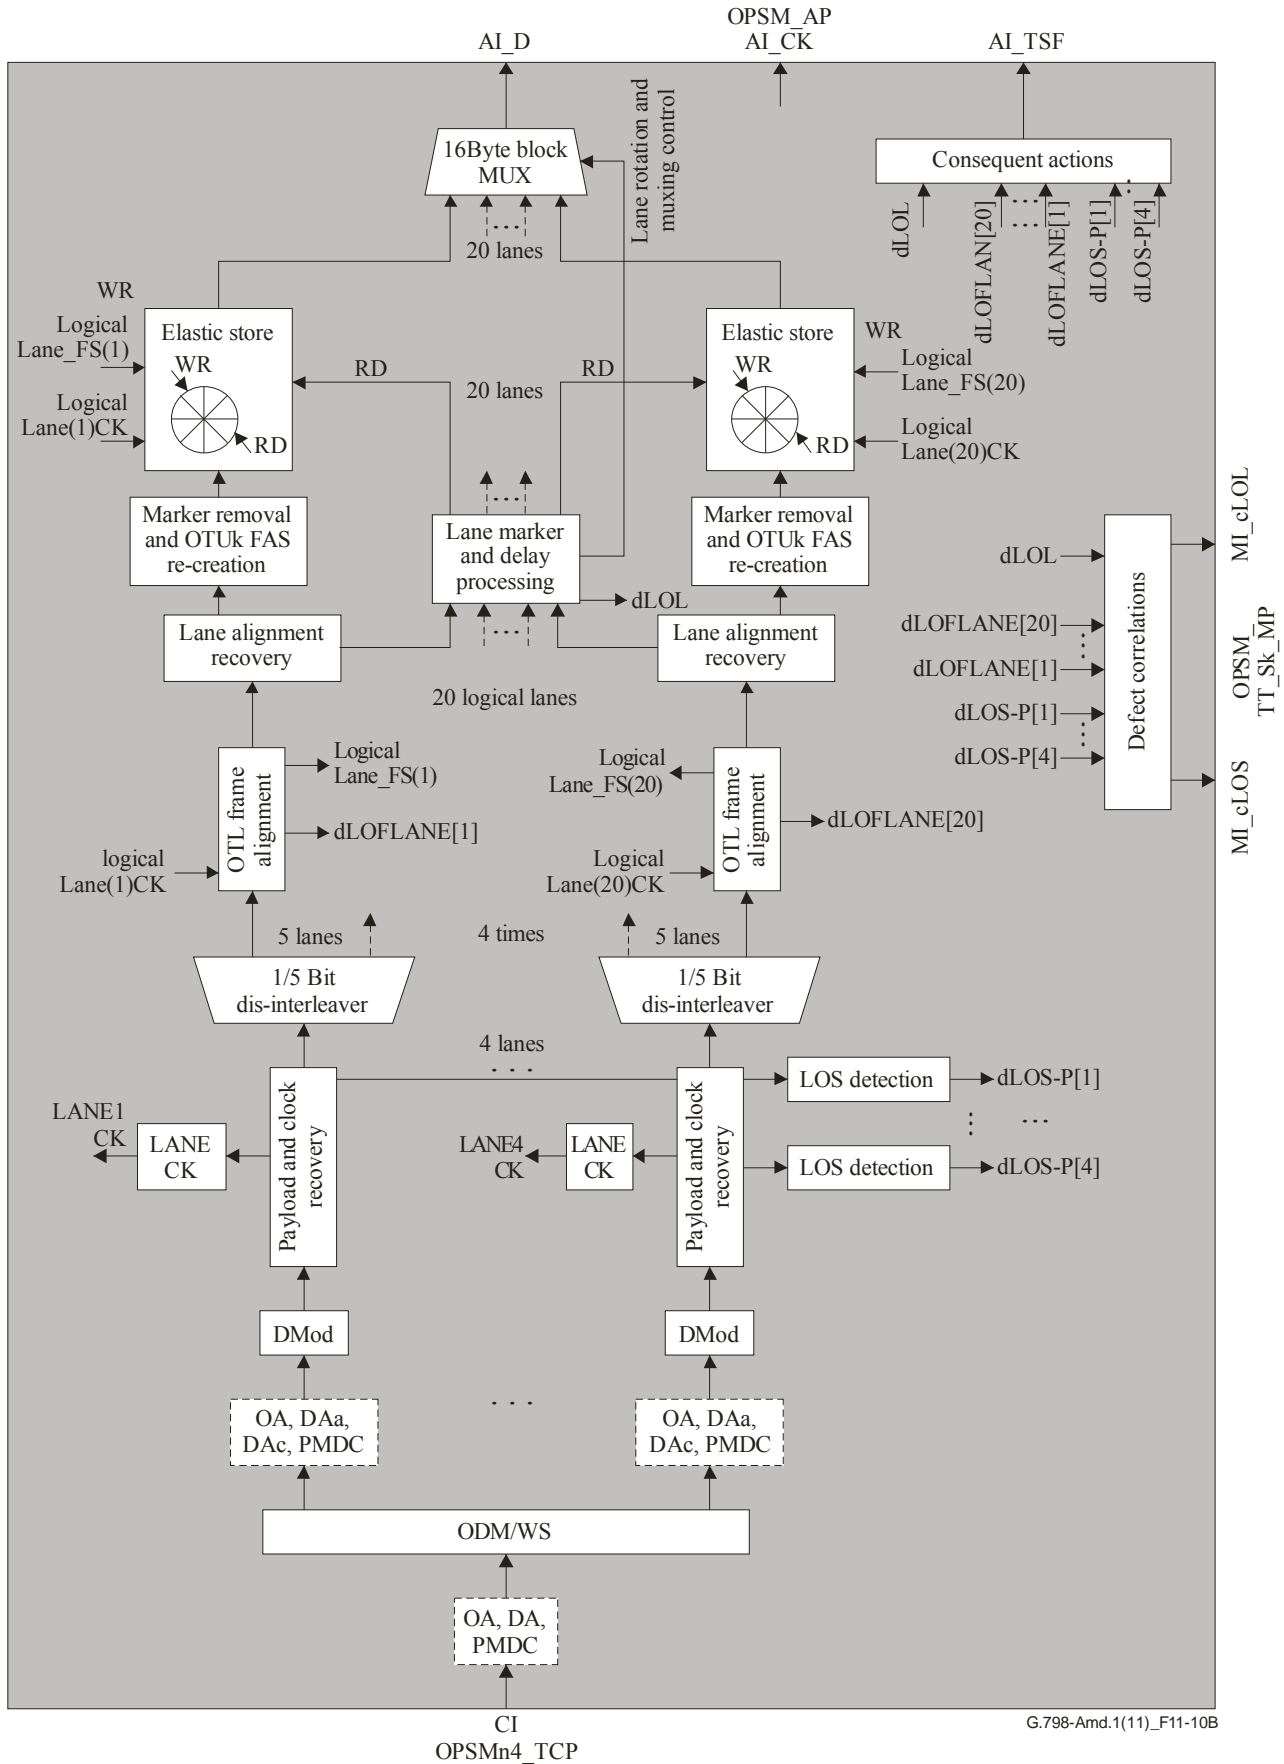 OPSM_AP
AI_D
AI_CK
AI_TSF
16Byte block
MUX
Lane rotation and
muxing control
Consequent actions
dLOL
dLOFLAN[20]
dLOFLANE[1]
dLOS-P[1]
dLOS-P[4]
...
20 lanes
WR
Logical
Lane_FS(1)
Logical
Lane(1)CK
Elastic store
WR
RD
RD
20 lanes
RD
Elastic store
WR
RD
WR
Logical
Lane_FS(20)
Logical
Lane(20)CK
Marker removal
and OTUk FAS
re-creation
Lane marker
and delay
processing
Marker removal
and OTUk FAS
re-creation
dLOL
Lane alignment
recovery
Lane alignment
recovery
20 logical lanes
dLOL
dLOFLANE[20]
dLOFLANE[1]
dLOS-P[1]
dLOS-P[4]
Defect correlations
MI_cLOL
OPSM_
TT_Sk_MP
MI_cLOS
OTL frame
alignment
Logical
Lane_FS(1)
dLOFLANE[1]
logical
Lane(1)CK
Logical
Lane_FS(20)
OTL frame
alignment
dLOFLANE[20]
Logical
Lane(20)CK
5 lanes
4 times
5 lanes
1/5 Bit
dis-interleaver
1/5 Bit
dis-interleaver
4 lanes
...
Payload and clock
recovery
Payload and clock
recovery
LOS detection
dLOS-P[1]
...
LOS detection
dLOS-P[4]
LANE1
CK
LANE
CK
LANE4
CK
LANE
CK
DMod
DMod
OA, DAa,
DAc, PMDC
...
OA, DAa,
DAc, PMDC
ODM/WS
OA, DA,
PMDC
CI
OPSMn4_TCP
G.798-Amd.1(11)_F11-10B